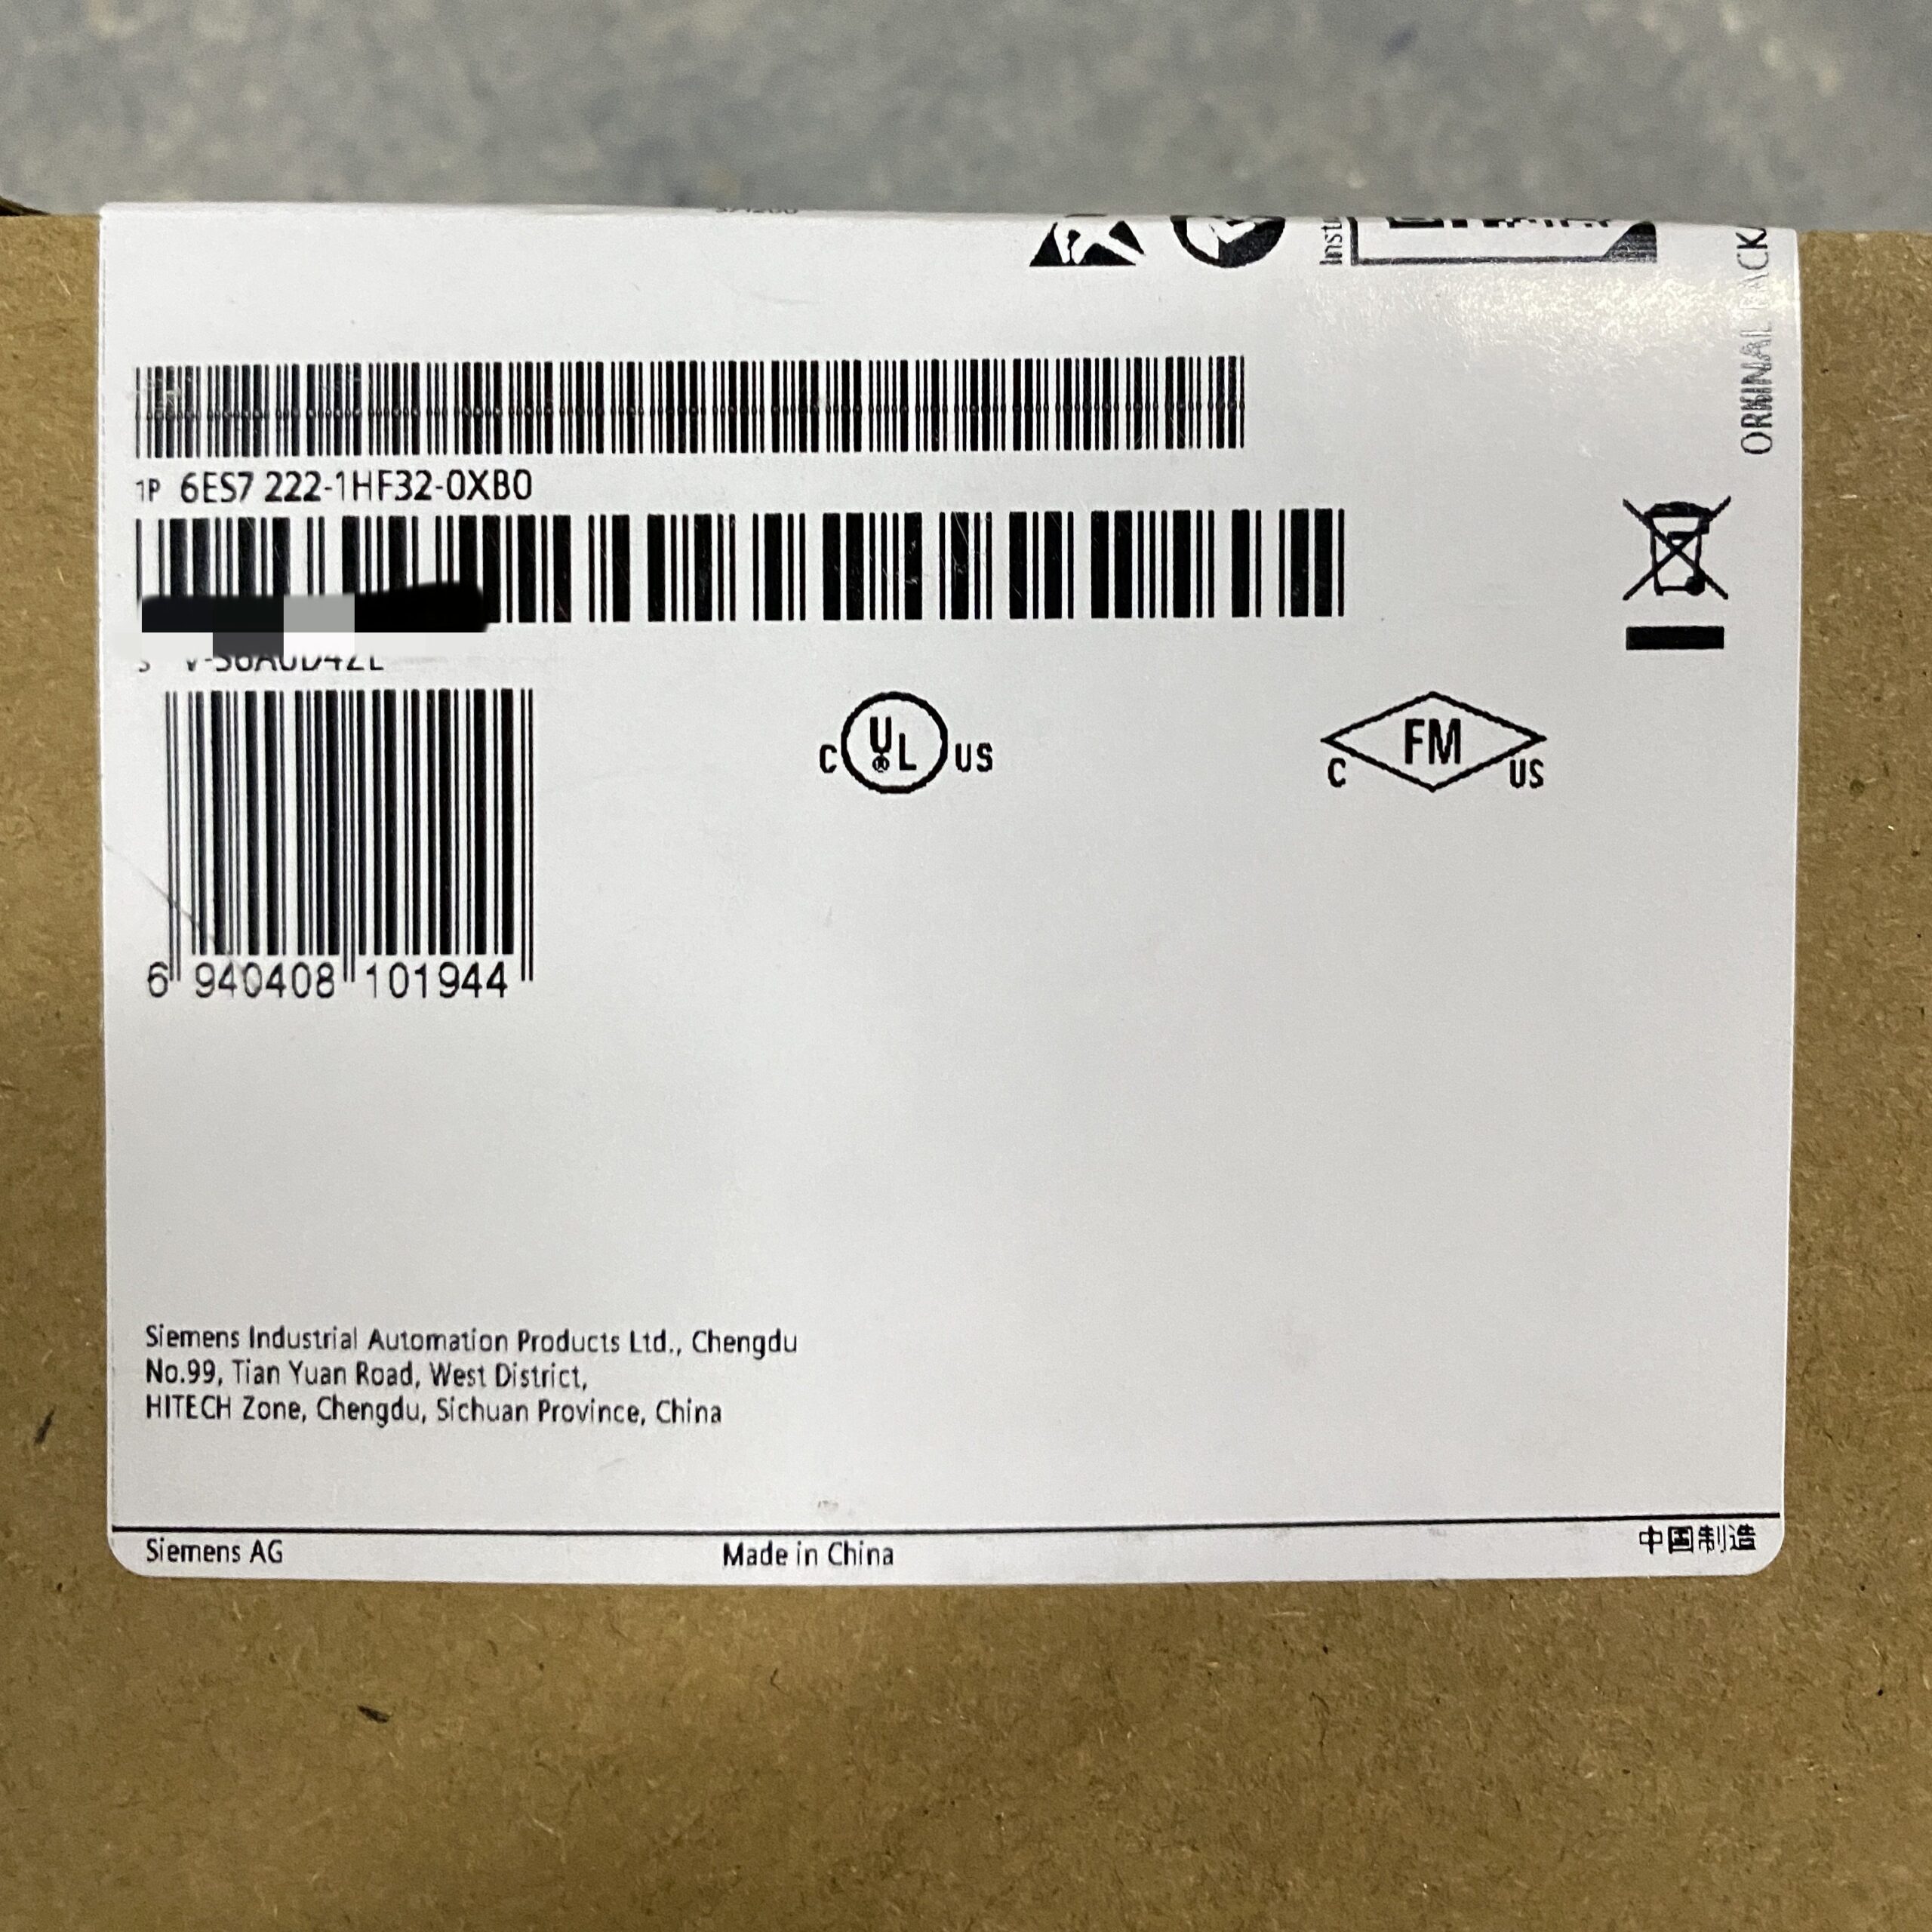 1P 6ES7 222-1HF32-0XB0
C UL ® US
C FM US
6 940408 101944
Siemens Industrial Automation Products Ltd., Chengdu
No.99, Tian Yuan Road, West District,
HITECH Zone, Chengdu, Sichuan Province, China
Siemens AG
Made in China
中国制造